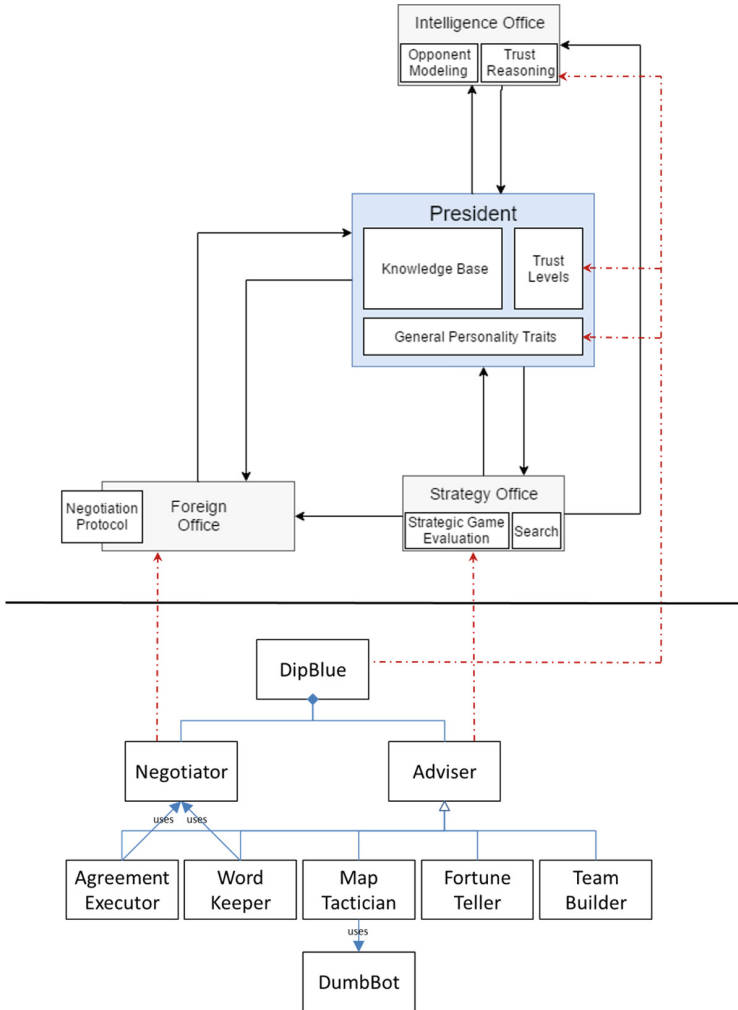 Intelligence Office
Opponent
Modeling
Trust
Reasoning
President
Knowledge Base
Trust
Levels
General Personality Traits
Negotiation
Protocol
Foreign
Office
Strategy Office
Strategic Game
Evaluation
Search
DipBlue
Negotiator
Adviser
uses
uses
Agreement
Executor
Word
Keeper
Map
Tactician
Fortune
Teller
Team
Builder
uses
DumbBot